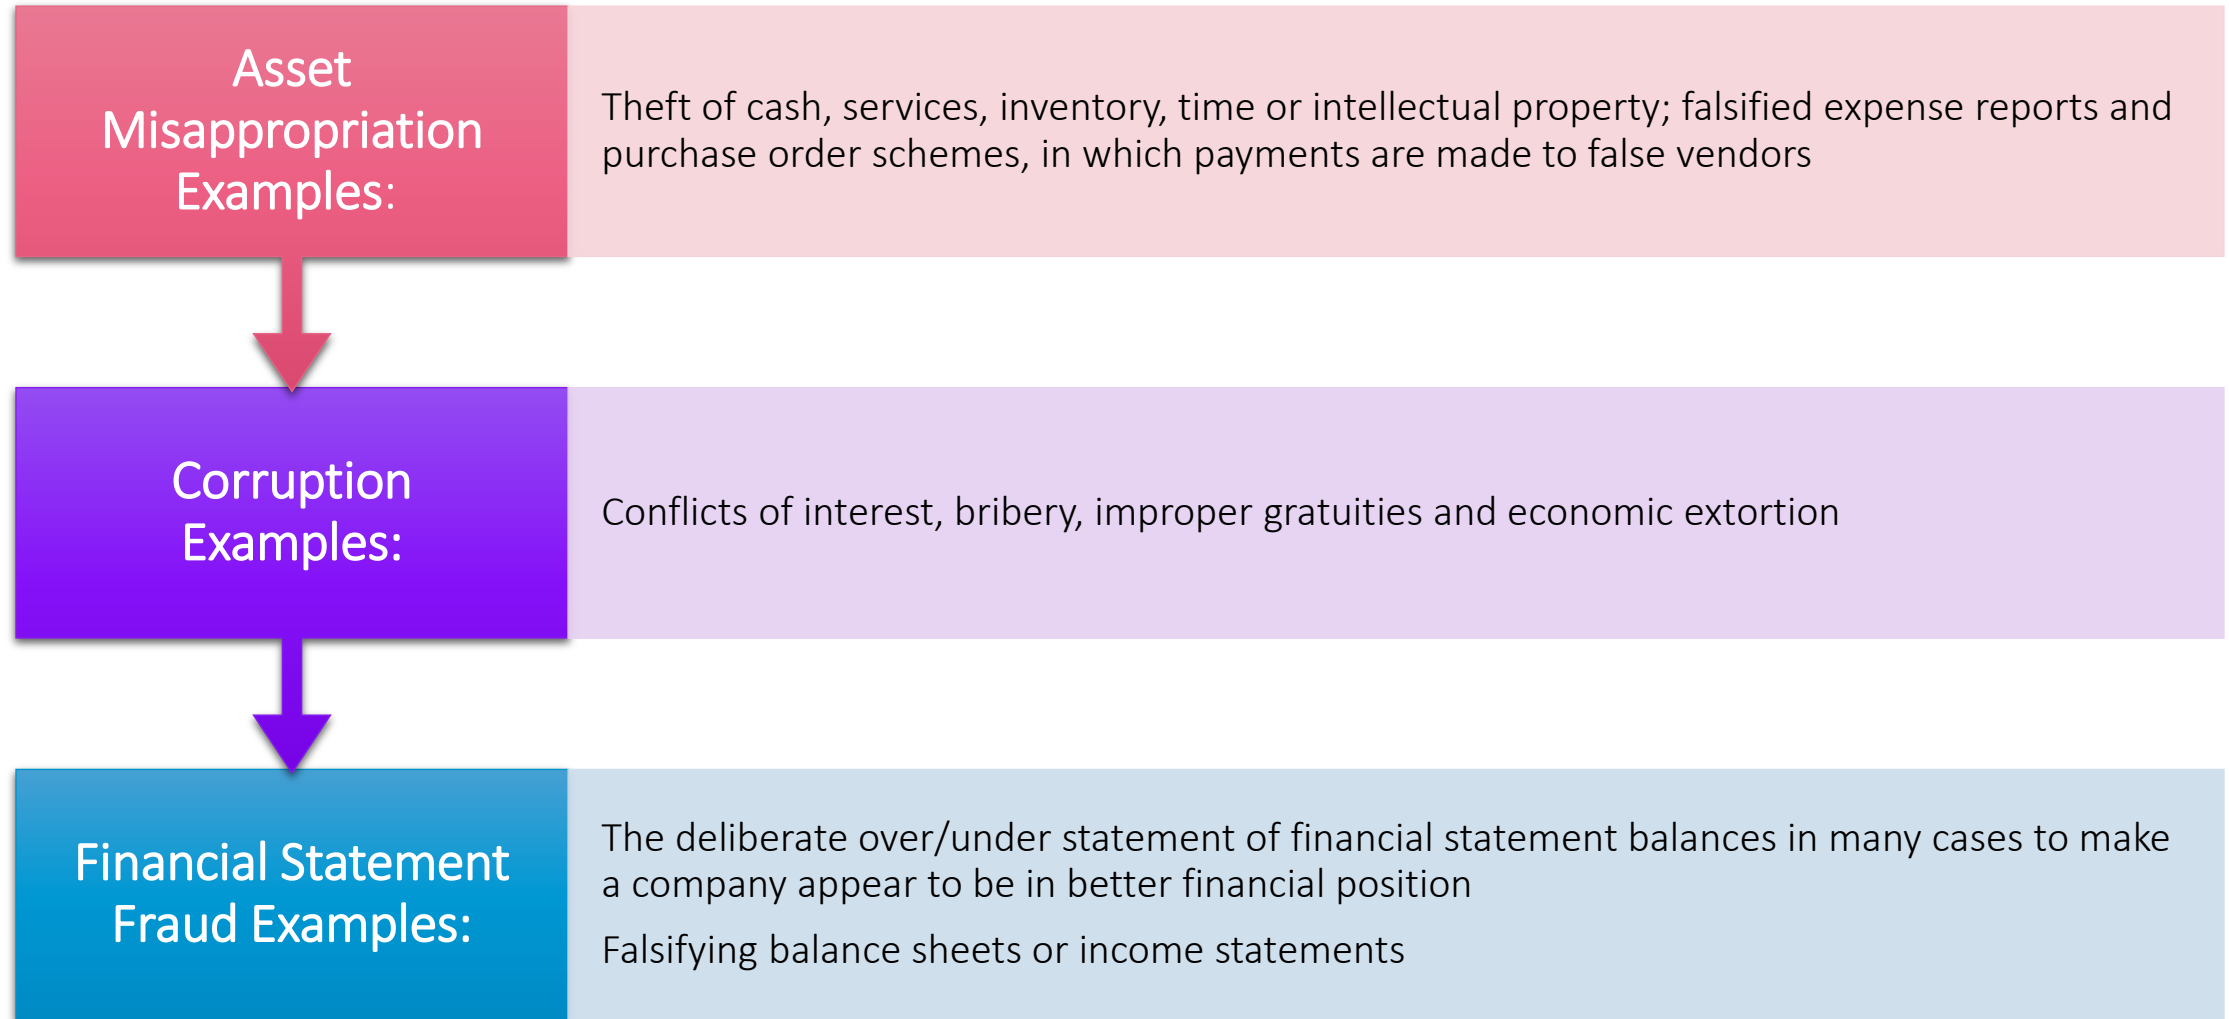 Asset
Misappropriation
Examples:
Theft of cash, services, inventory, time or intellectual property; falsified expense reports and
purchase order schemes, in which payments are made to false vendors
Corruption
Examples:
Conflicts of interest, bribery, improper gratuities and economic extortion
Financial Statement
Fraud Examples:
The deliberate over/under statement of financial statement balances in many cases to make
a company appear to be in better financial position
Falsifying balance sheets or income statements